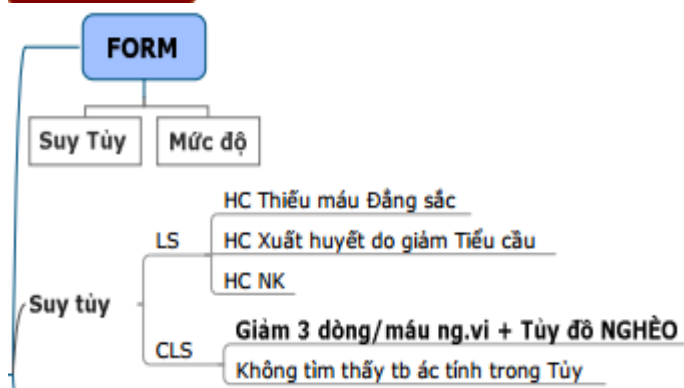 FORM
Suy Tủy
Mức độ
HC Thiếu máu Đẳng sắc
LS
HC Xuất huyết do giảm Tiểu cầu
HC NK
Suy tủy
Giảm 3 dòng/máu ng.vi + Tủy đồ NGHÈO
CLS
Không tìm thấy tb ác tính trong Tủy